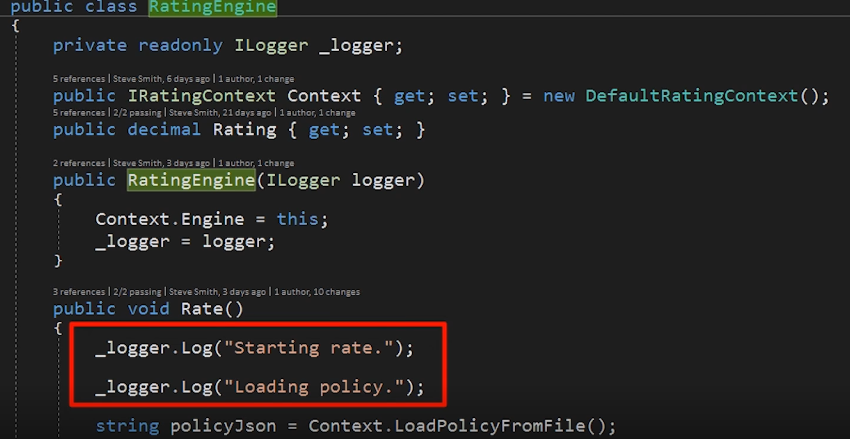 public class RatingEngine
{
private readonly ILogger _logger;
5 references | Steve Smith, 6 days ago | 1 author, 1 change
public IRatingContext Context { get; set; } = new DefaultRatingContext();
5 references | 2/2 passing | Steve Smith, 21 days ago | 1 author, 1 change
public decimal Rating { get; set; }
2 references | Steve Smith, 3 days ago | 1 author, 1 change
public RatingEngine(ILogger logger)
{
Context.Engine = this;
_logger = logger;
}
3 references | 2/2 passing | Steve Smith, 3 days ago | 1 author, 10 changes
public void Rate()
{
_logger.Log("Starting rate.");
_logger.Log("Loading policy.");
string policyJson = Context.LoadPolicyFromFile();